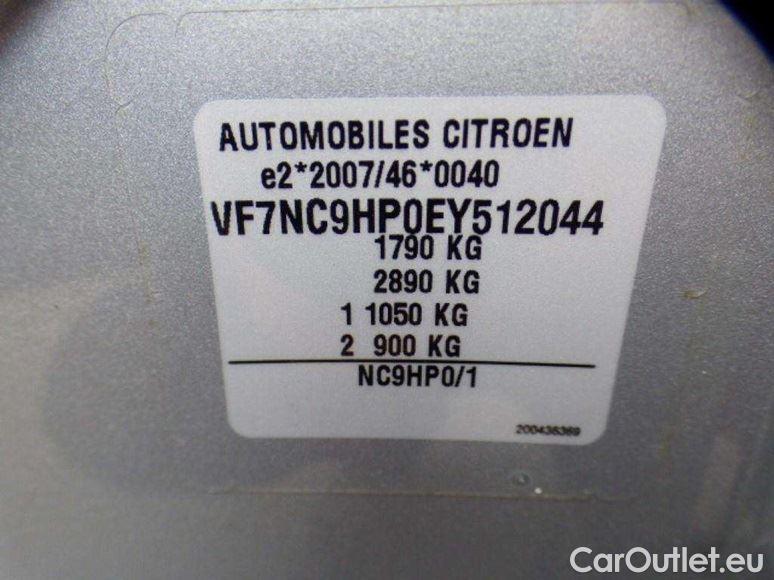 AUTOMOBILES CITROEN
e2*2007/46*0040
VF7NC9HP0EY512044
1790 KG
2890 KG
1 1050 KG
2 900 KG
NC9HP0/1
200436369
CarOutlet.eu